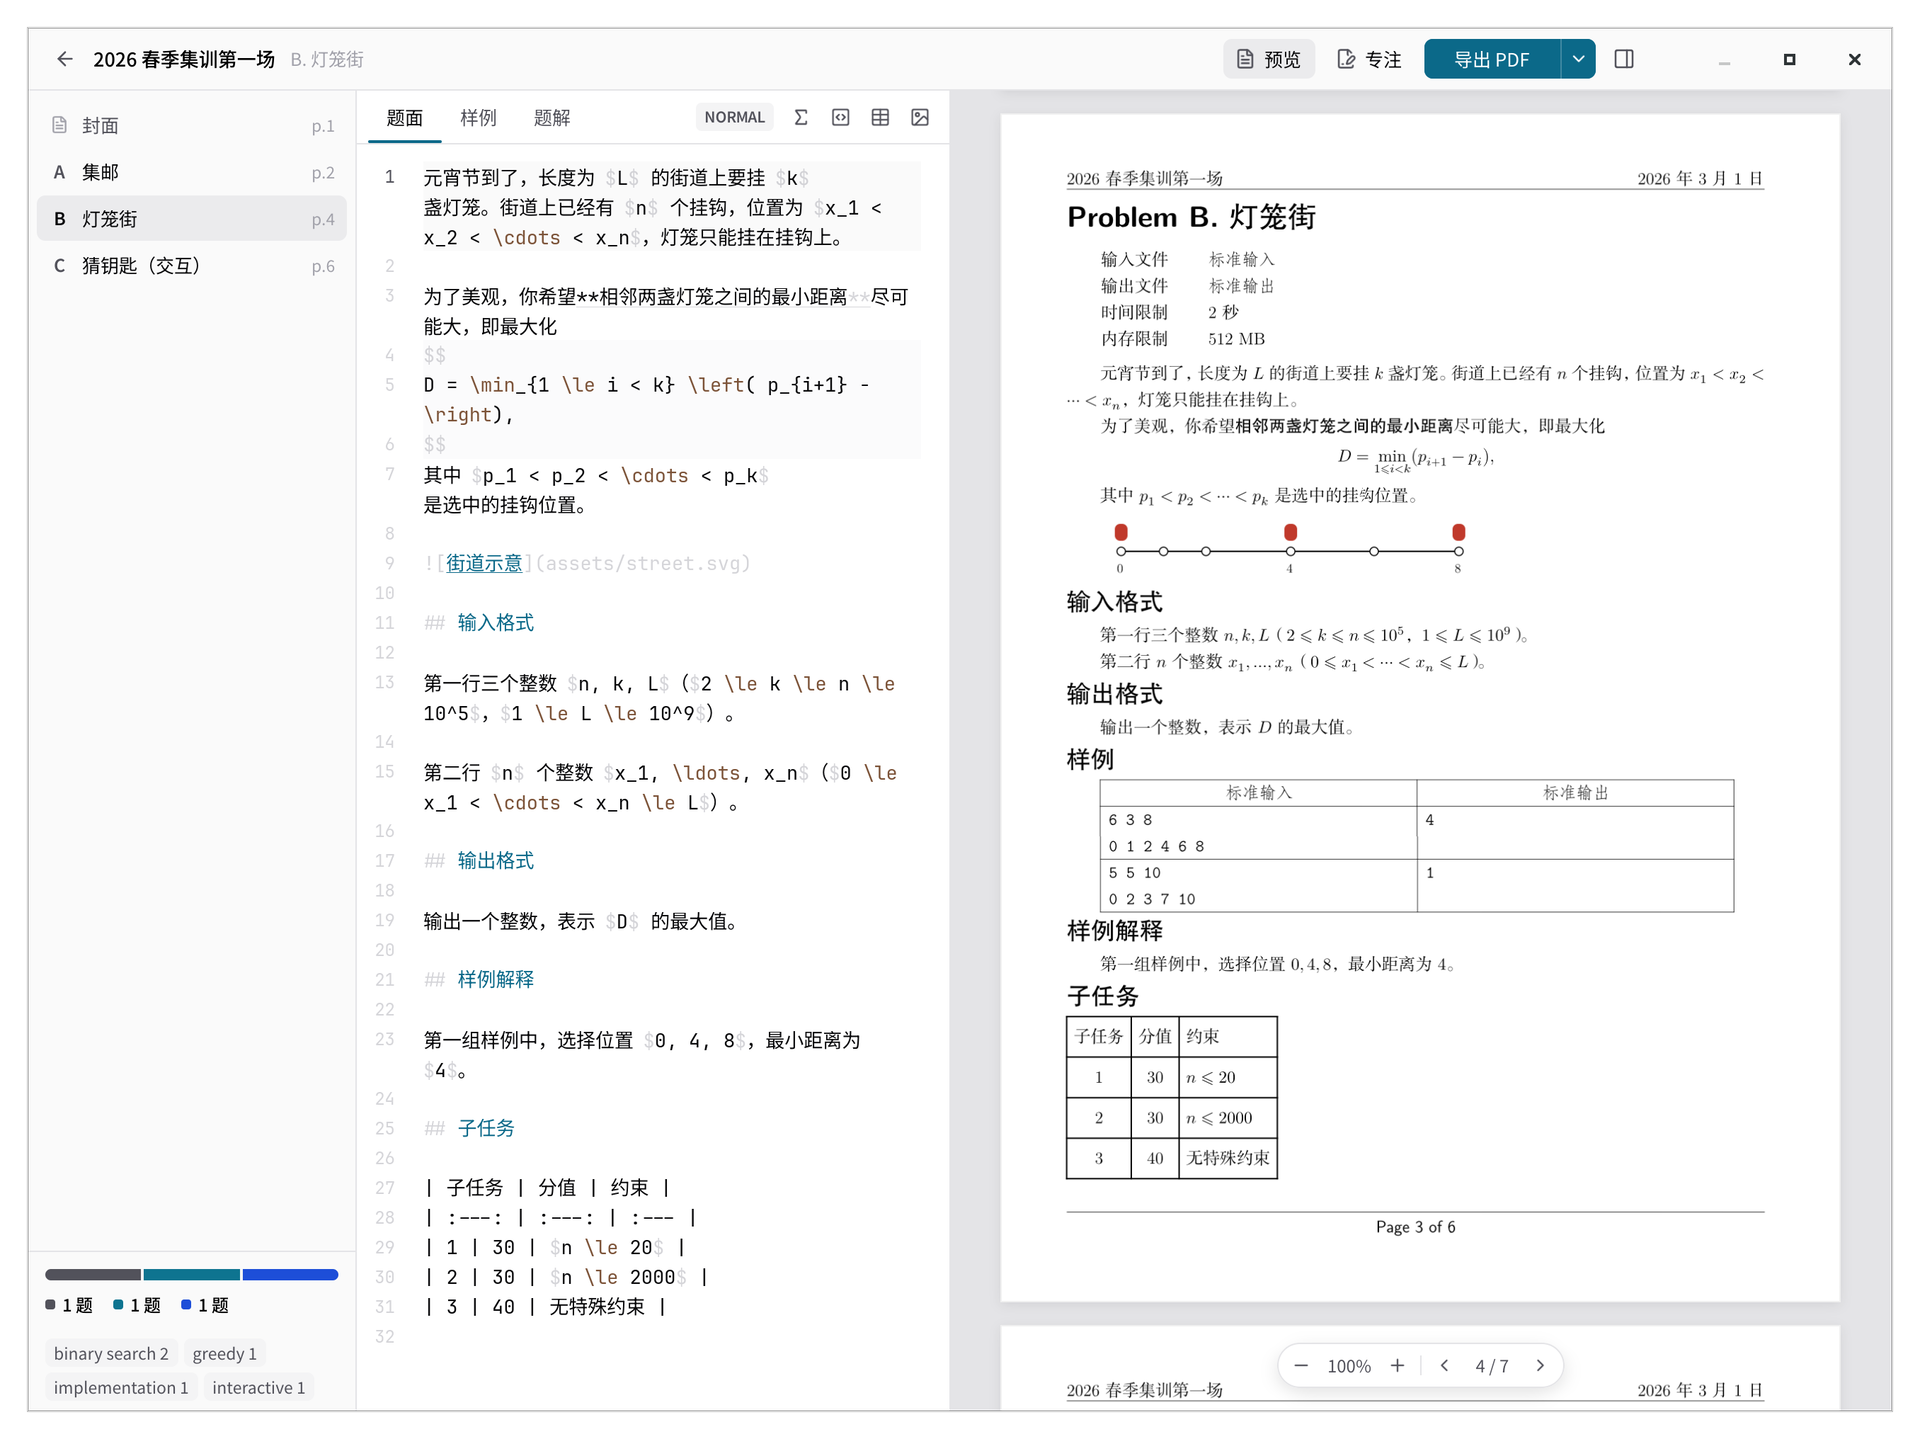 2026 春季集训第一场 B. 灯笼街
预览 专注 导出 PDF
封面 p.1
A 集邮 p.2
B 灯笼街 p.4
C 猜钥匙（交互） p.6
1 题 1 题 1 题
binary search 2 greedy 1
implementation 1 interactive 1
题面 样例 题解 NORMAL
1 元宵节到了，长度为 $L$ 的街道上要挂 $k$
盏灯笼。街道上已经有 $n$ 个挂钩，位置为 $x_1 <
x_2 < \cdots < x_n$，灯笼只能挂在挂钩上。
2
3 为了美观，你希望**相邻两盏灯笼之间的最小距离**尽可
能大，即最大化
4 $$
5 D = \min_{1 \le i < k} \left( p_{i+1} -
\right),
6 $$
7 其中 $p_1 < p_2 < \cdots < p_k$
是选中的挂钩位置。
8
9 ![街道示意](assets/street.svg)
10
11 ## 输入格式
12
13 第一行三个整数 $n, k, L$（$2 \le k \le n \le
10^5$，$1 \le L \le 10^9$）。
14
15 第二行 $n$ 个整数 $x_1, \ldots, x_n$（$0 \le
x_1 < \cdots < x_n \le L$）。
16
17 ## 输出格式
18
19 输出一个整数，表示 $D$ 的最大值。
20
21 ## 样例解释
22
23 第一组样例中，选择位置 $0, 4, 8$，最小距离为
$4$。
24
25 ## 子任务
26
27 | 子任务 | 分值 | 约束 |
28 | :---: | :---: | :--- |
29 | 1 | 30 | $n \le 20$ |
30 | 2 | 30 | $n \le 2000$ |
31 | 3 | 40 | 无特殊约束 |
32
2026 春季集训第一场 2026 年 3 月 1 日
Problem B. 灯笼街
输入文件 标准输入
输出文件 标准输出
时间限制 2 秒
内存限制 512 MB
元宵节到了，长度为 L 的街道上要挂 k 盏灯笼。街道上已经有 n 个挂钩，位置为 x₁ < x₂ <
⋯ < xₙ，灯笼只能挂在挂钩上。
为了美观，你希望相邻两盏灯笼之间的最小距离尽可能大，即最大化
D = min 1⩽i<k (pᵢ₊₁ − pᵢ),
其中 p₁ < p₂ < ⋯ < pₖ 是选中的挂钩位置。
0 4 8
输入格式
第一行三个整数 n, k, L（2 ⩽ k ⩽ n ⩽ 10⁵，1 ⩽ L ⩽ 10⁹）。
第二行 n 个整数 x₁, ..., xₙ（0 ⩽ x₁ < ⋯ < xₙ ⩽ L）。
输出格式
输出一个整数，表示 D 的最大值。
样例
标准输入 标准输出
6 3 8 4
0 1 2 4 6 8
5 5 10 1
0 2 3 7 10
样例解释
第一组样例中，选择位置 0, 4, 8，最小距离为 4。
子任务
子任务 分值 约束
1 30 n ⩽ 20
2 30 n ⩽ 2000
3 40 无特殊约束
Page 3 of 6
100% 4 / 7
2026 春季集训第一场 2026 年 3 月 1 日